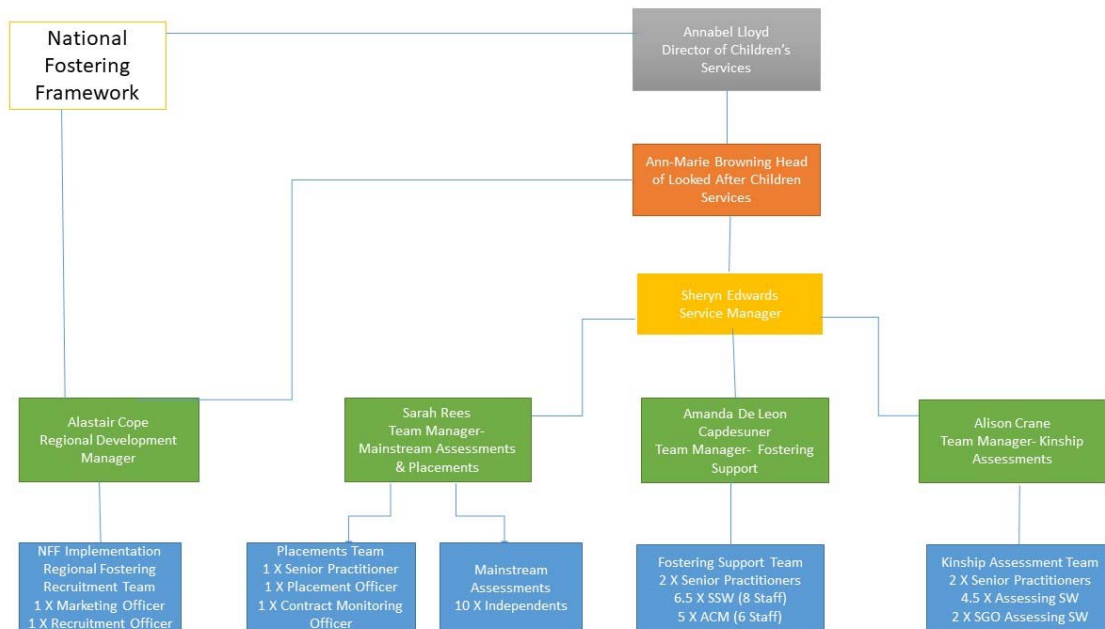 National
Fostering
Framework
Annabel Lloyd
Director of Children's
Services
Ann-Marie Browning Head
of Looked After Children
Services
Sheryn Edwards
Service Manager
Alastair Cope
Regional Development
Manager
Sarah Rees
Team Manager-
Mainstream Assessments
& Placements
Amanda De Leon
Capdesuner
Team Manager- Fostering
Support
Alison Crane
Team Manager- Kinship
Assessments
NFF Implementation
Regional Fostering
Recruitment Team
1 X Marketing Officer
1 X Recruitment Officer
Placements Team
1 X Senior Practitioner
1 X Placement Officer
1 X Contract Monitoring
Officer
Mainstream
Assessments
10 X Independents
Fostering Support Team
2 X Senior Practitioners
6.5 X SSW (8 Staff)
5 X ACM (6 Staff)
Kinship Assessment Team
2 X Senior Practitioners
4.5 X Assessing SW
2 X SGO Assessing SW